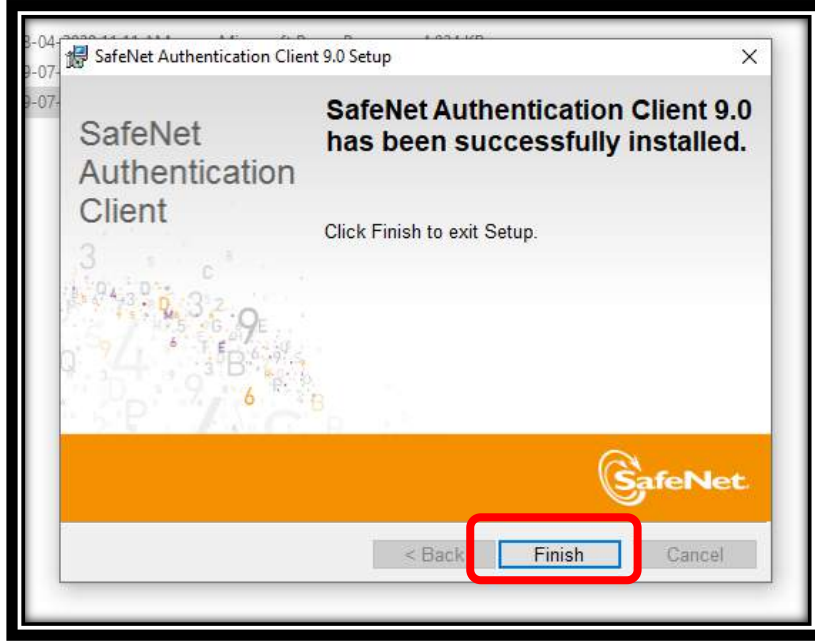 SafeNet Authentication Client 9.0 Setup
SafeNet
Authentication
Client
SafeNet Authentication Client 9.0
has been successfully installed.
Click Finish to exit Setup.
SafeNet
< Back
Finish
Cancel